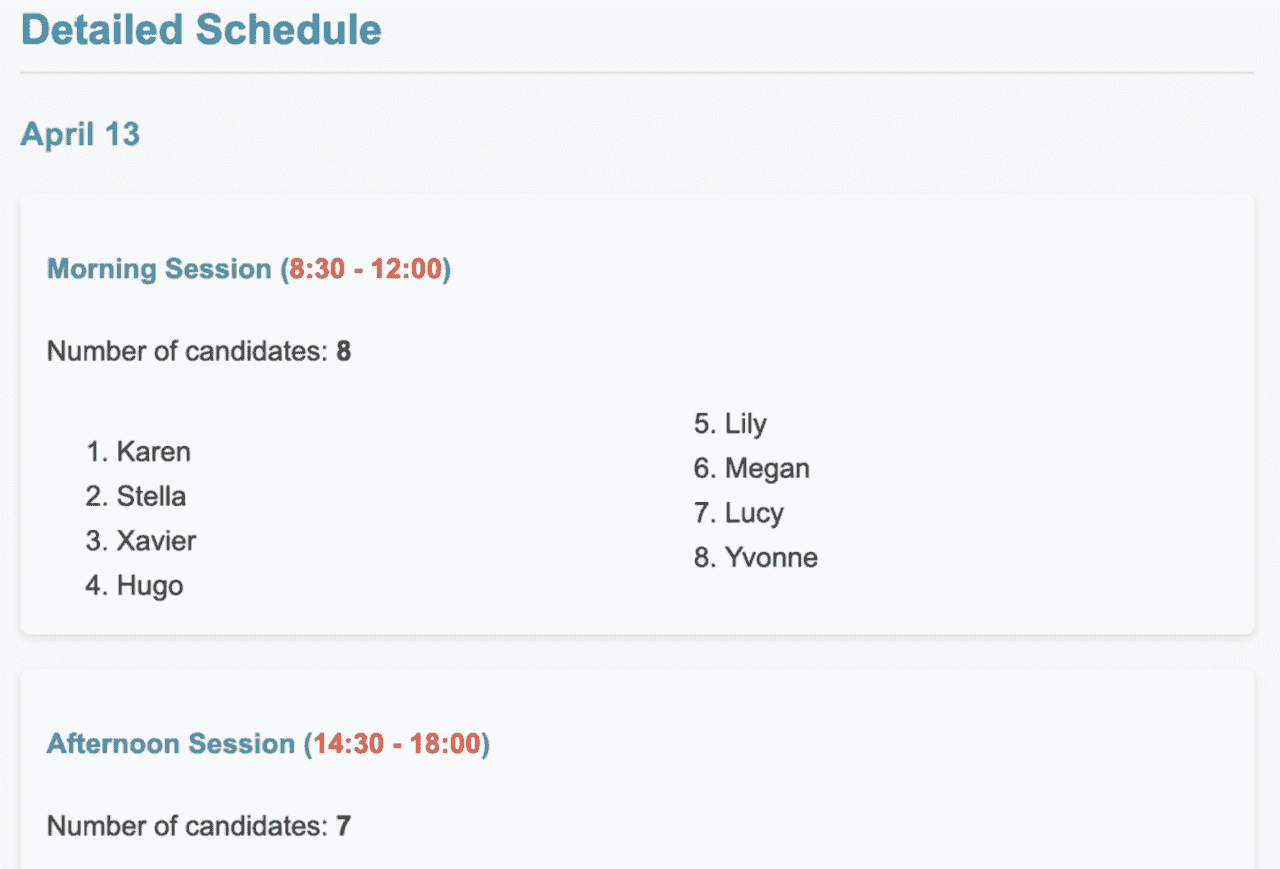 Detailed Schedule
April 13
Morning Session (8:30 - 12:00)
Number of candidates: 8
1. Karen
2. Stella
3. Xavier
4. Hugo
5. Lily
6. Megan
7. Lucy
8. Yvonne
Afternoon Session (14:30 - 18:00)
Number of candidates: 7